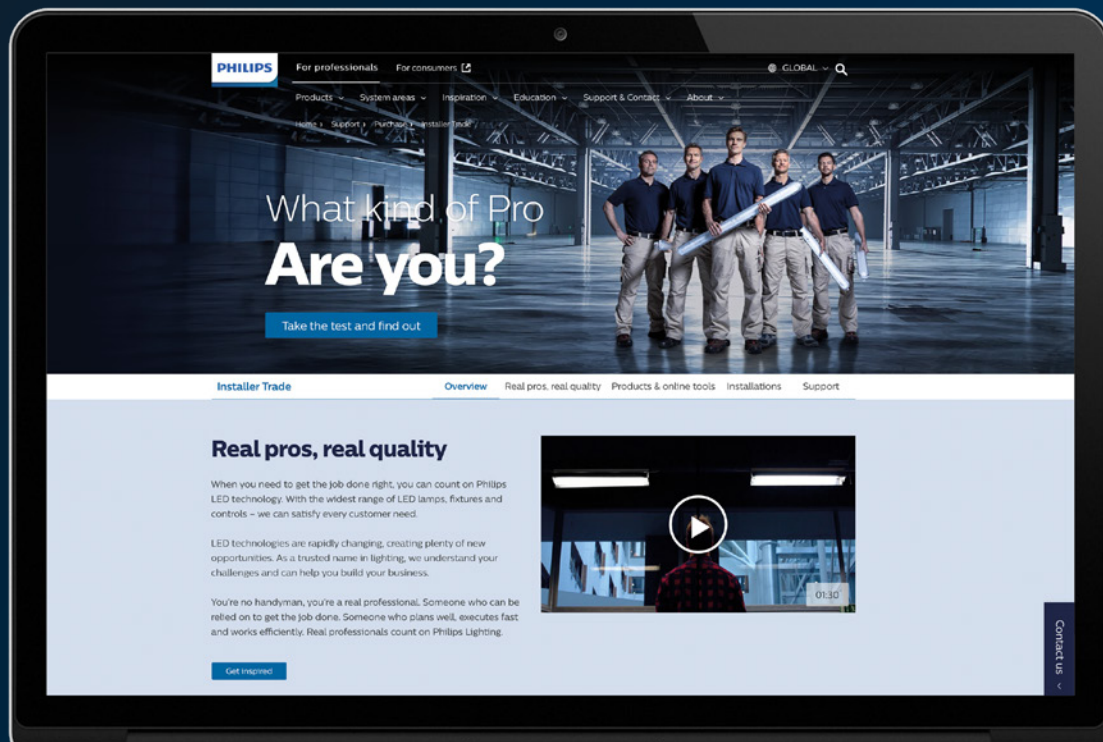 PHILIPS
For professionals For consumers
GLOBAL
Products System areas Inspiration Education Support & Contact About
Home › Support › Purchase › Installer Trade
What kind of Pro
Are you?
Take the test and find out
Installer Trade
Overview Real pros, real quality Products & online tools Installations Support
Real pros, real quality
When you need to get the job done right, you can count on Philips
LED technology. With the widest range of LED lamps, fixtures and
controls – we can satisfy every customer need.
LED technologies are rapidly changing, creating plenty of new
opportunities. As a trusted name in lighting, we understand your
challenges and can help you build your business.
You're no handyman, you're a real professional. Someone who can be
relied on to get the job done. Someone who plans well, executes fast
and works efficiently. Real professionals count on Philips Lighting.
Get inspired
01:30
Contact us